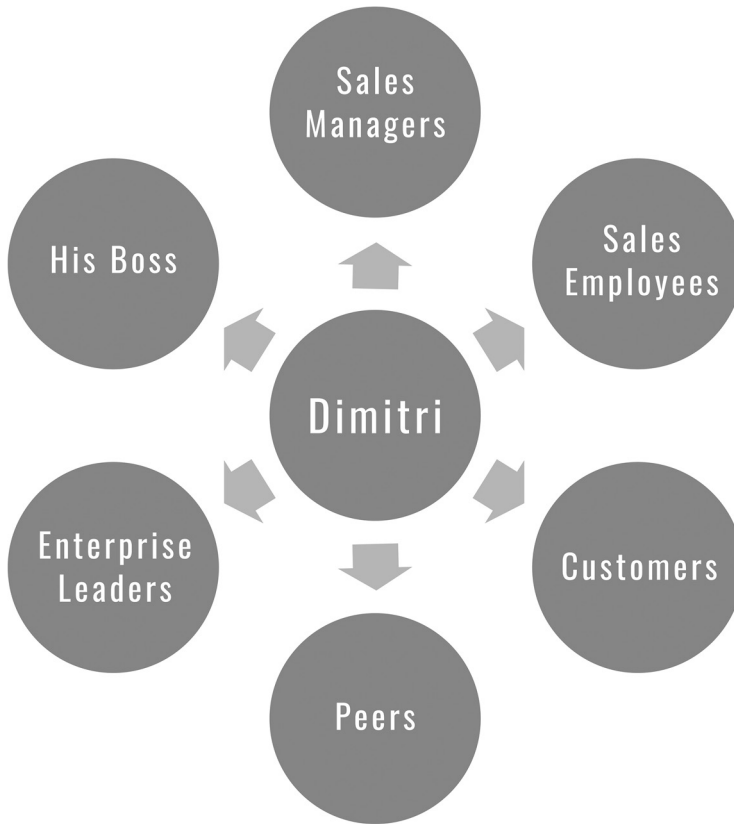 Sales
Managers
His Boss
Sales
Employees
Dimitri
Enterprise
Leaders
Customers
Peers